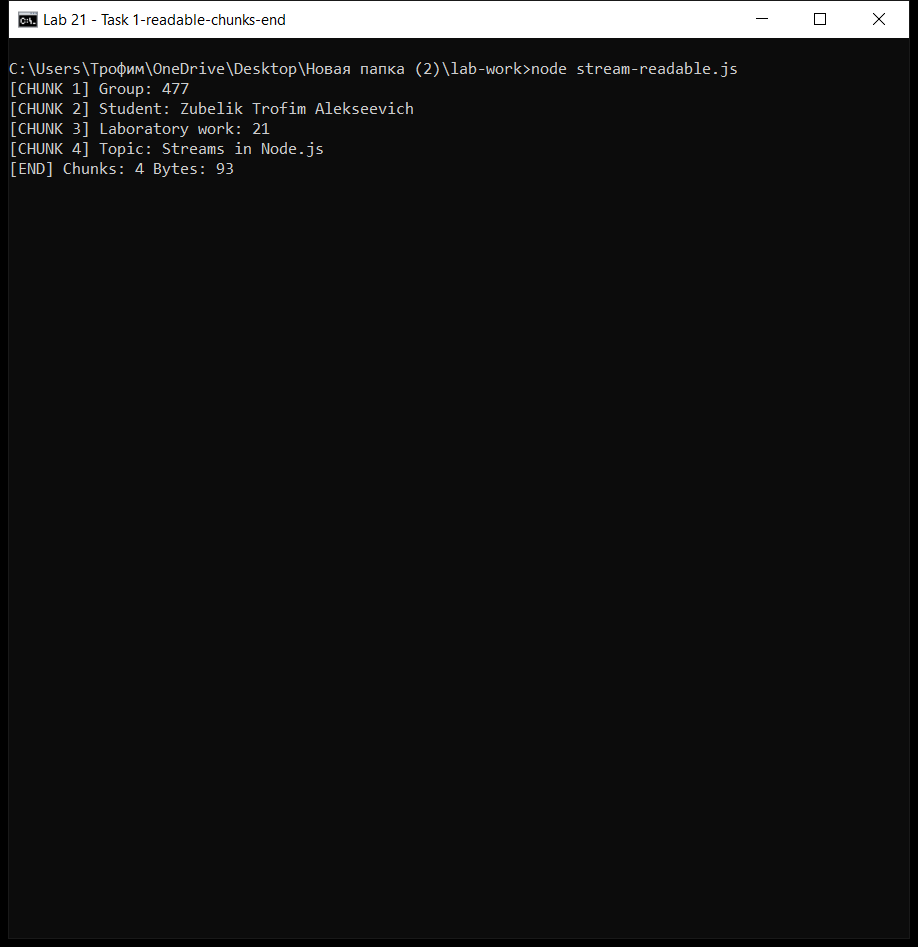 Lab 21 - Task 1-readable-chunks-end
C:\Users\Трофим\OneDrive\Desktop\Новая папка (2)\lab-work>node stream-readable.js
[CHUNK 1] Group: 477
[CHUNK 2] Student: Zubelik Trofim Alekseevich
[CHUNK 3] Laboratory work: 21
[CHUNK 4] Topic: Streams in Node.js
[END] Chunks: 4 Bytes: 93